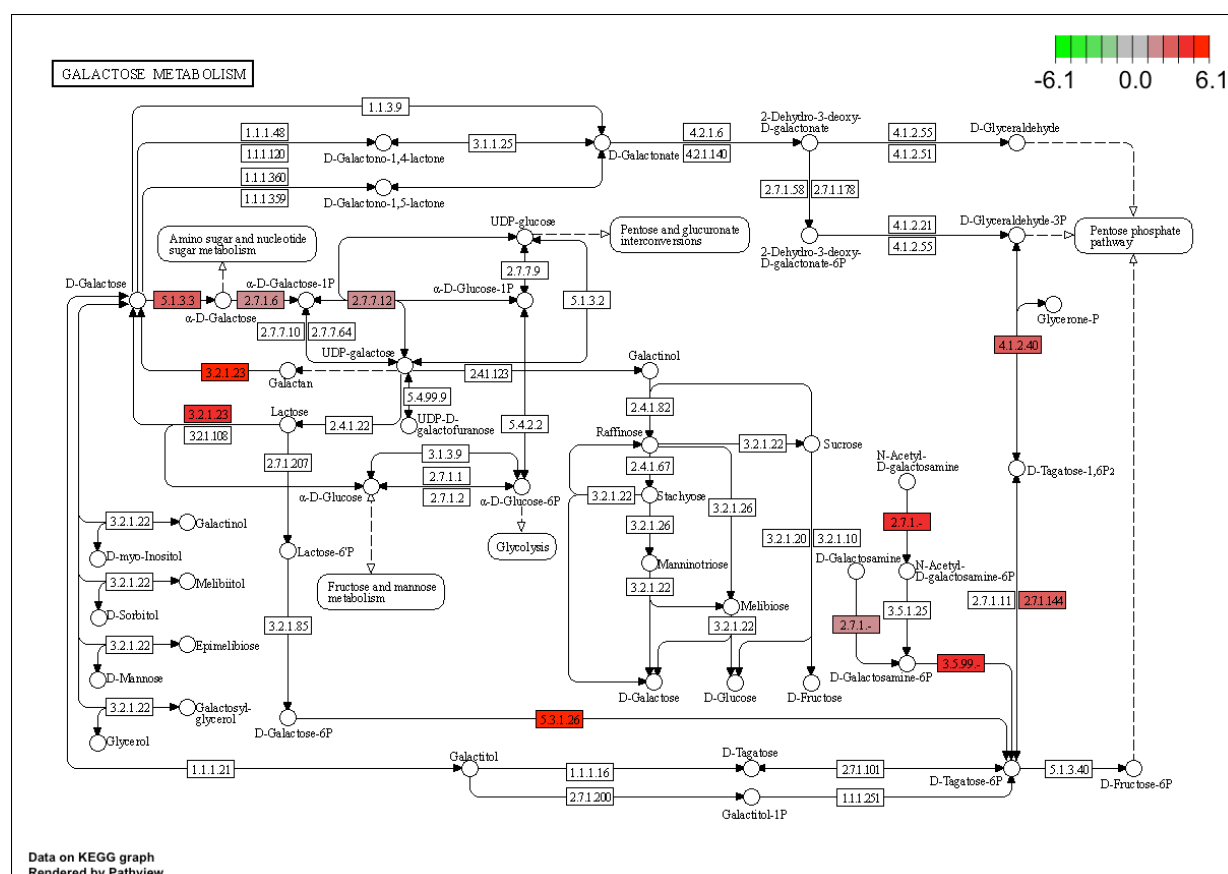 GALACTOSE METABOLISM
-6.1 0.0 6.1
1.1.3.9
1.1.1.48
1.1.1.120
D-Galactono-1,4-lactone
3.1.1.25
D-Galactonate
4.2.1.6
4.2.1.140
2-Dehydro-3-deoxy-
D-galactonate
4.1.2.55
4.1.2.51
D-Glyceraldehyde
1.1.1.360
1.1.1.359
D-Galactono-1,5-lactone
2.7.1.58
2.7.1.178
Amino sugar and nucleotide
sugar metabolism
UDP-glucose
Pentose and glucuronate
interconversions
2-Dehydro-3-deoxy-
D-galactonate-6P
4.1.2.21
4.1.2.55
D-Glyceraldehyde-3P
Pentose phosphate
pathway
D-Galactose
5.1.3.3
α-D-Galactose
2.7.1.6
α-D-Galactose-1P
2.7.7.12
α-D-Glucose-1P
2.7.7.9
5.1.3.2
2.7.7.10
2.7.7.64
Glycerone-P
4.1.2.40
UDP-galactose
3.2.1.23
Galactan
2.4.1.123
Galactinol
5.4.99.9
UDP-D-
galactofuranose
5.4.2.2
3.2.1.23
3.2.1.108
Lactose
2.4.1.22
2.4.1.82
Raffinose
3.2.1.22
Sucrose
2.7.1.207
3.1.3.9
2.7.1.1
2.7.1.2
α-D-Glucose
α-D-Glucose-6P
2.4.1.67
3.2.1.22
Stachyose
3.2.1.26
3.2.1.26
N-Acetyl-
D-galactosamine
D-Tagatose-1,6P2
3.2.1.22
Galactinol
D-myo-Inositol
Lactose-6'P
Glycolysis
3.2.1.20
3.2.1.10
2.7.1.-
D-Galactosamine
Manninotriose
N-Acetyl-
D-galactosamine-6P
3.2.1.22
Melibiitol
D-Sorbitol
Fructose and mannose
metabolism
3.2.1.22
Melibiose
3.5.1.25
2.7.1.11
2.7.1.144
3.2.1.85
3.2.1.22
2.7.1.-
3.2.1.22
Epimelibiose
D-Mannose
D-Galactose
D-Glucose
D-Fructose
D-Galactosamine-6P
3.5.99.-
3.2.1.22
Galactosyl-
glycerol
Glycerol
D-Galactose-6P
5.3.1.26
1.1.1.21
Galactitol
1.1.1.16
D-Tagatose
2.7.1.101
D-Tagatose-6P
5.1.3.40
D-Fructose-6P
2.7.1.200
Galactitol-1P
1.1.1.251
Data on KEGG graph
Rendered by Pathview